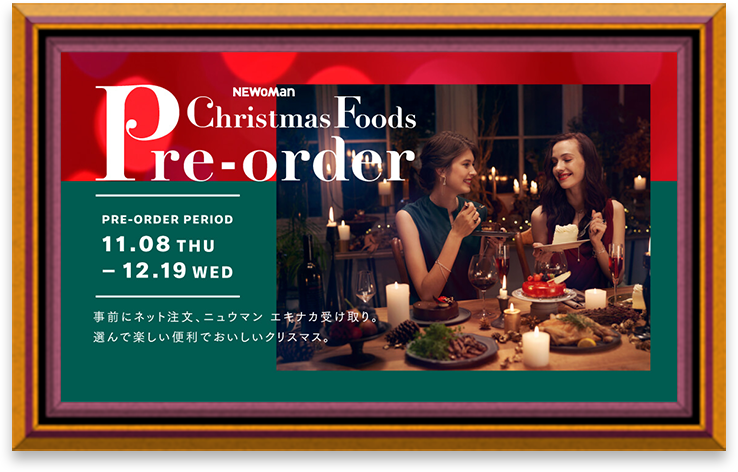 NEWoMan
Christmas Foods
Pre-order
PRE-ORDER PERIOD
11.08 THU
– 12.19 WED
事前にネット注文、ニュウマン エキナカ受け取り。
選んで楽しい便利でおいしいクリスマス。